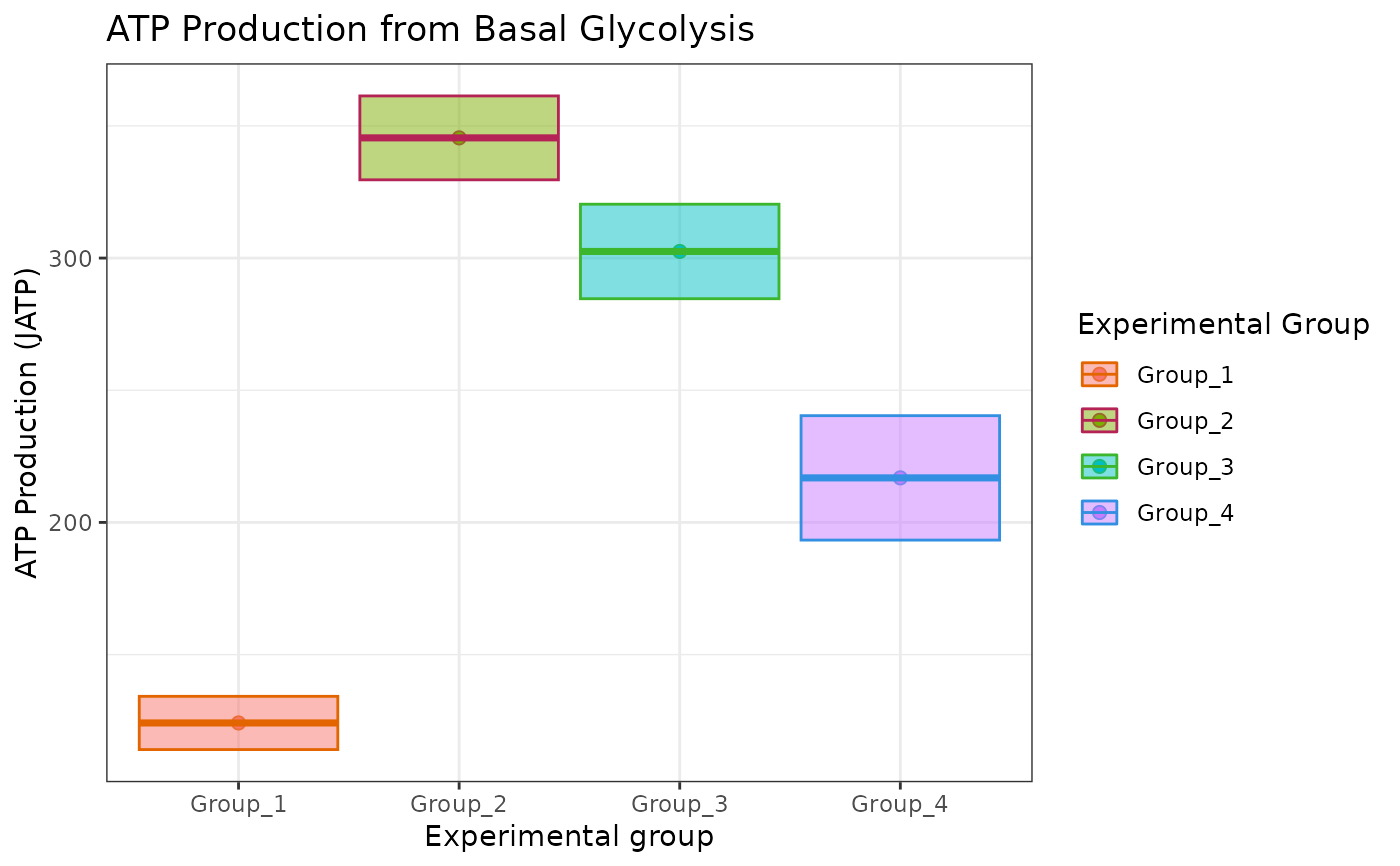 ATP Production from Basal Glycolysis
ATP Production (JATP)
300
200
Group_1
Group_2
Group_3
Group_4
Experimental group
Experimental Group
Group_1
Group_2
Group_3
Group_4